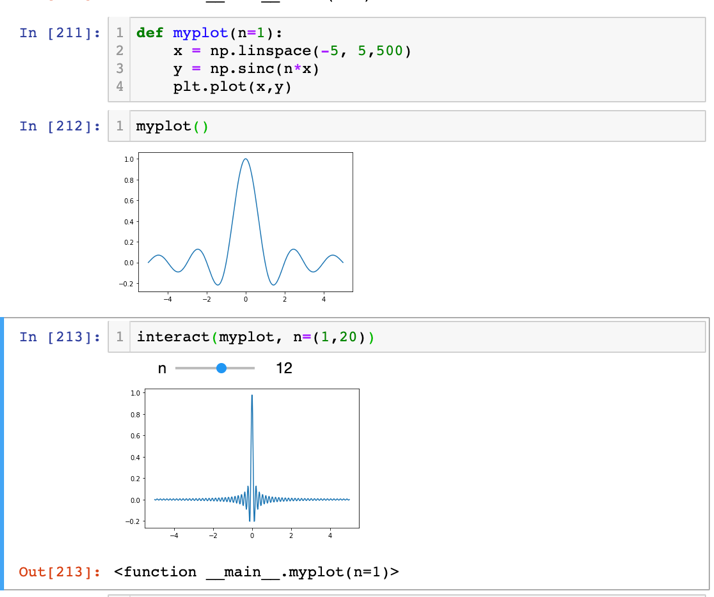 In [211]:
1 def myplot(n=1):
2 x = np.linspace(-5, 5,500)
3 y = np.sinc(n*x)
4 plt.plot(x,y)
In [212]:
1 myplot()
1.0
0.8
0.6
0.4
0.2
0.0
−0.2
−4 −2 0 2 4
In [213]:
1 interact(myplot, n=(1,20))
n 12
1.0
0.8
0.6
0.4
0.2
0.0
−0.2
−4 −2 0 2 4
Out[213]: <function __main__.myplot(n=1)>